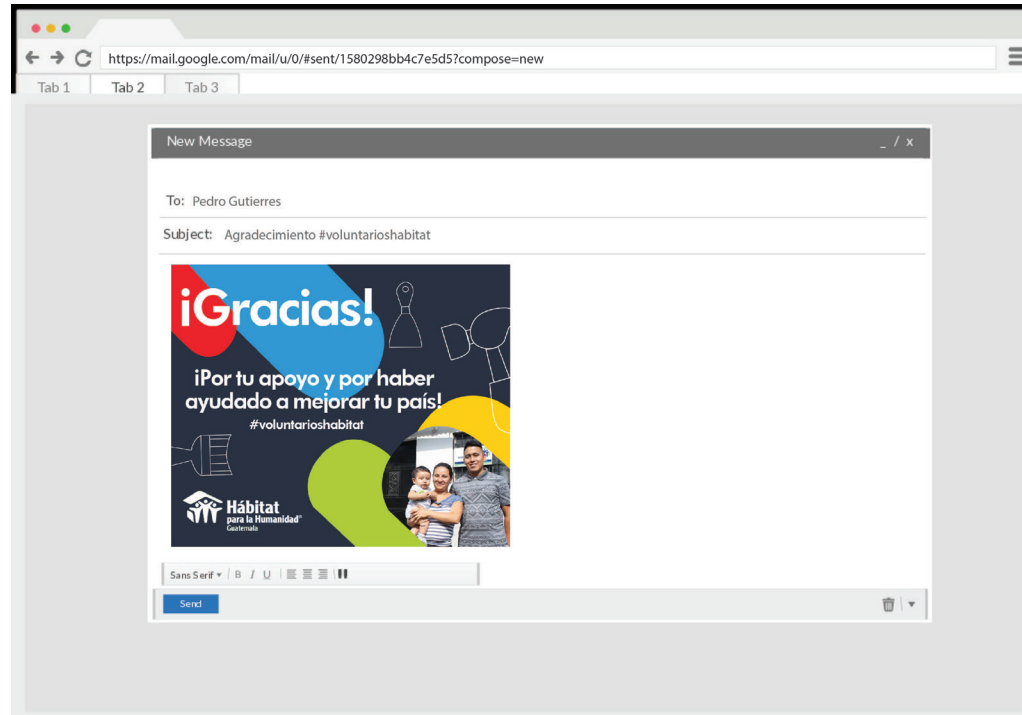 https://mail.google.com/mail/u/0/#sent/1580298bb4c7e5d5?compose=new
Tab 1 Tab 2 Tab 3
New Message _ / x
To: Pedro Gutierres
Subject: Agradecimiento #voluntarioshabitat
¡Gracias!
¡Por tu apoyo y por haber
ayudado a mejorar tu país!
#voluntarioshabitat
Hábitat
para la Humanidad®
Guatemala
Sans Serif B I U
Send